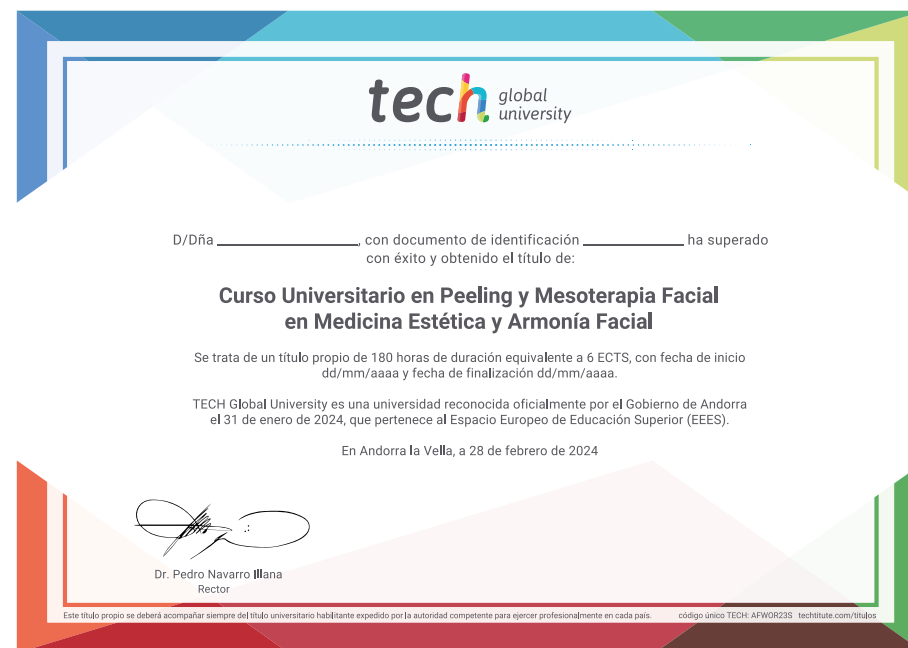 tech global university
D/Dña ____________, con documento de identificación ____________ ha superado
con éxito y obtenido el título de:
Curso Universitario en Peeling y Mesoterapia Facial
en Medicina Estética y Armonía Facial
Se trata de un título propio de 180 horas de duración equivalente a 6 ECTS, con fecha de inicio
dd/mm/aaaa y fecha de finalización dd/mm/aaaa.
TECH Global University es una universidad reconocida oficialmente por el Gobierno de Andorra
el 31 de enero de 2024, que pertenece al Espacio Europeo de Educación Superior (EEES).
En Andorra la Vella, a 28 de febrero de 2024
Dr. Pedro Navarro Illana
Rector
Este título propio se deberá acompañar siempre del título universitario habilitante expedido por la autoridad competente para ejercer profesionalmente en cada país. código único TECH: AFWOR23S techtitute.com/titulos